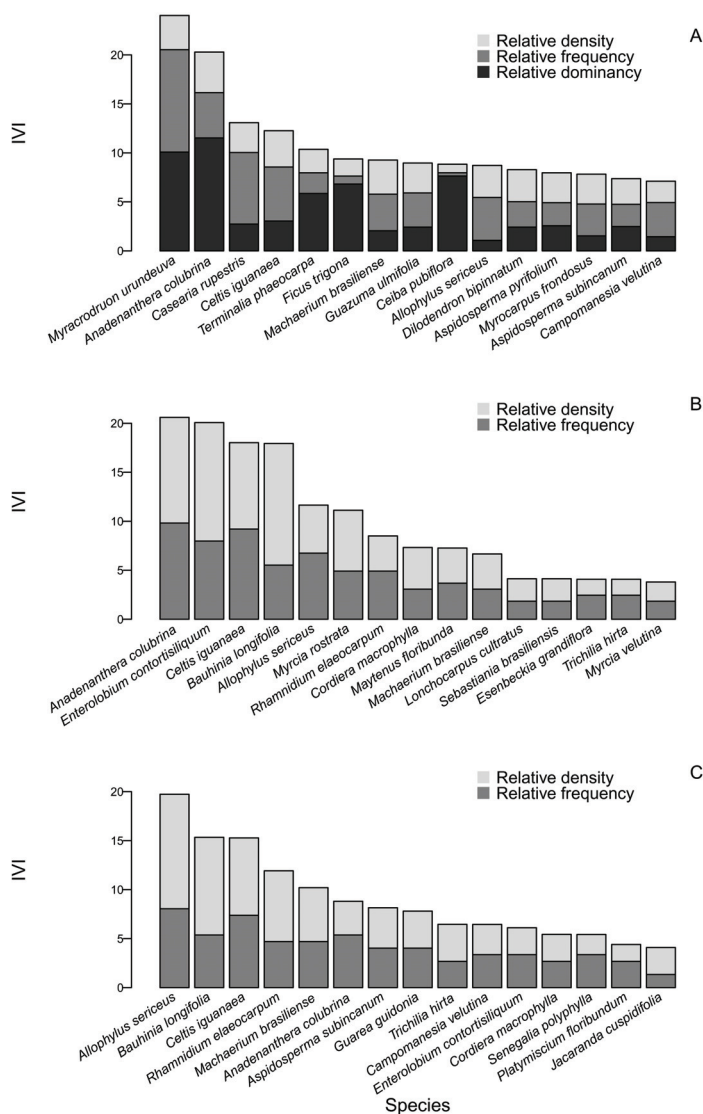 A
Relative density
Relative frequency
Relative dominancy
IVI
20
15
10
5
0
Myracrodruon urundeuva
Anadenanthera colubrina
Casearia rupestris
Celtis iguanaea
Terminalia phaeocarpa
Ficus trigona
Machaerium brasiliense
Guazuma ulmifolia
Ceiba pubiflora
Allophylus sericeus
Dilodendron bipinnatum
Aspidosperma pyrifolium
Myrocarpus frondosus
Aspidosperma subincanum
Campomanesia velutina
B
Relative density
Relative frequency
IVI
20
15
10
5
0
Anadenanthera colubrina
Enterolobium contortisiliquum
Celtis iguanaea
Bauhinia longifolia
Allophylus sericeus
Myrcia rostrata
Rhamnidium elaeocarpum
Cordiera macrophylla
Maytenus floribunda
Machaerium brasiliense
Lonchocarpus cultratus
Sebastiania brasiliensis
Esenbeckia grandiflora
Trichilia hirta
Myrcia velutina
C
Relative density
Relative frequency
IVI
20
15
10
5
0
Allophylus sericeus
Bauhinia longifolia
Celtis iguanaea
Rhamnidium elaeocarpum
Machaerium brasiliense
Anadenanthera colubrina
Aspidosperma subincanum
Guarea guidonia
Trichilia hirta
Campomanesia velutina
Enterolobium contortisiliquum
Cordiera macrophylla
Senegalia polyphylla
Platymiscium floribundum
Jacaranda cuspidifolia
Species